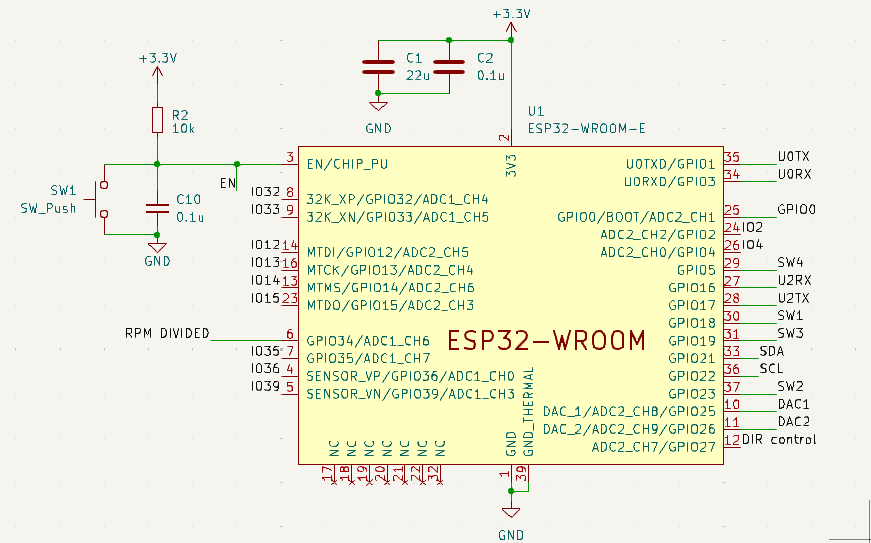 +3.3V
+3.3V
C1
22u
C2
0.1u
GND
U1
ESP32-WROOM-E
R2
10k
SW1
SW_Push
C10
0.1u
GND
EN
2
3V3
3 EN/CHIP_PU
IO32 8 32K_XP/GPIO32/ADC1_CH4
IO33 9 32K_XN/GPIO33/ADC1_CH5
IO12 14 MTDI/GPIO12/ADC2_CH5
IO13 16 MTCK/GPIO13/ADC2_CH4
IO14 13 MTMS/GPIO14/ADC2_CH6
IO15 23 MTDO/GPIO15/ADC2_CH3
RPM DIVIDED 6 GPIO34/ADC1_CH6
IO35 7 GPIO35/ADC1_CH7
IO36 4 SENSOR_VP/GPIO36/ADC1_CH0
IO39 5 SENSOR_VN/GPIO39/ADC1_CH3
ESP32-WROOM
U0TXD/GPIO1 35 U0TX
U0RXD/GPIO3 34 U0RX
GPIO0/BOOT/ADC2_CH1 25 GPIO0
ADC2_CH2/GPIO2 24 IO2
ADC2_CH0/GPIO4 26 IO4
GPIO5 29 SW4
GPIO16 27 U2RX
GPIO17 28 U2TX
GPIO18 30 SW1
GPIO19 31 SW3
GPIO21 33 SDA
GPIO22 36 SCL
GPIO23 37 SW2
DAC_1/ADC2_CH8/GPIO25 10 DAC1
DAC_2/ADC2_CH9/GPIO26 11 DAC2
ADC2_CH7/GPIO27 12 DIR control
NC NC NC NC NC NC NC GND GND_THERMAL
17 18 19 20 21 22 32 1 39
GND